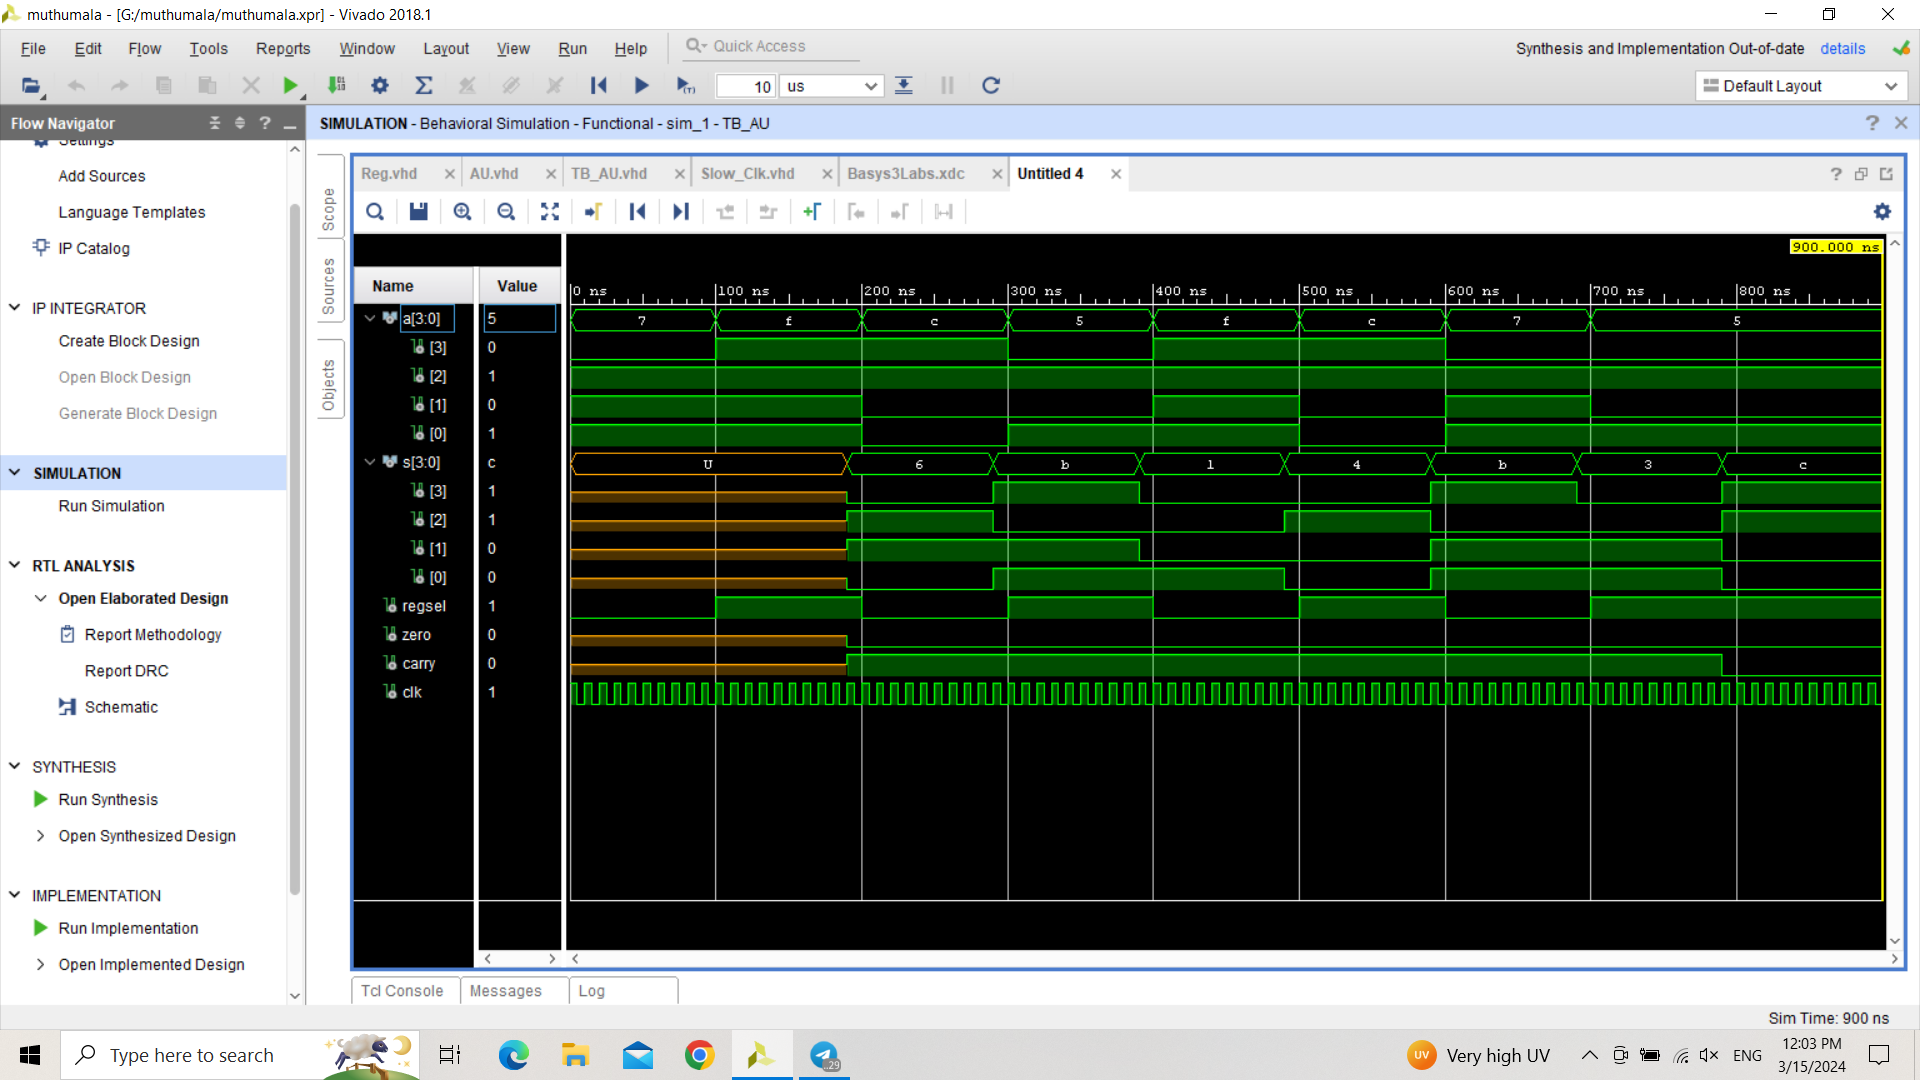 muthumala - [G:/muthumala/muthumala.xpr] - Vivado 2018.1
File Edit Flow Tools Reports Window Layout View Run Help Quick Access
Synthesis and Implementation Out-of-date details
10 us
Default Layout
Flow Navigator
SIMULATION - Behavioral Simulation - Functional - sim_1 - TB_AU
Settings
Add Sources
Language Templates
IP Catalog
IP INTEGRATOR
Create Block Design
Open Block Design
Generate Block Design
SIMULATION
Run Simulation
RTL ANALYSIS
Open Elaborated Design
Report Methodology
Report DRC
Schematic
SYNTHESIS
Run Synthesis
Open Synthesized Design
IMPLEMENTATION
Run Implementation
Open Implemented Design
Scope
Sources
Objects
Reg.vhd AU.vhd TB_AU.vhd Slow_Clk.vhd Basys3Labs.xdc Untitled 4
900.000 ns
Name Value
0 ns 100 ns 200 ns 300 ns 400 ns 500 ns 600 ns 700 ns 800 ns
a[3:0] 5 7 f c 5 f c 7 5
[3] 0
[2] 1
[1] 0
[0] 1
s[3:0] c U 6 b 1 4 b 3 c
[3] 1
[2] 1
[1] 0
[0] 0
regsel 1
zero 0
carry 0
clk 1
Tcl Console Messages Log
Sim Time: 900 ns
Type here to search
29
UV Very high UV
ENG
12:03 PM
3/15/2024